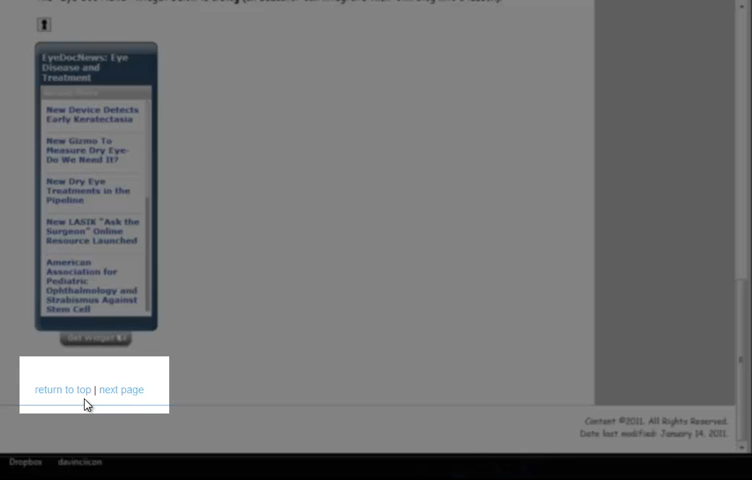 EyeDocNews: Eye
Disease and
Treatment
New Device Detects
Early Keratectasia
New Gizmo To
Measure Dry Eye-
Do We Need It?
New Dry Eye
Treatments in the
Pipeline
New LASIK "Ask the
Surgeon" Online
Resource Launched
American
Association for
Pediatric
Ophthalmology and
Strabismus Against
Stem Cell
Get Widget
return to top | next page
Content ©2011. All Rights Reserved.
Date last modified: January 14, 2011.
Dropbox davinciicon